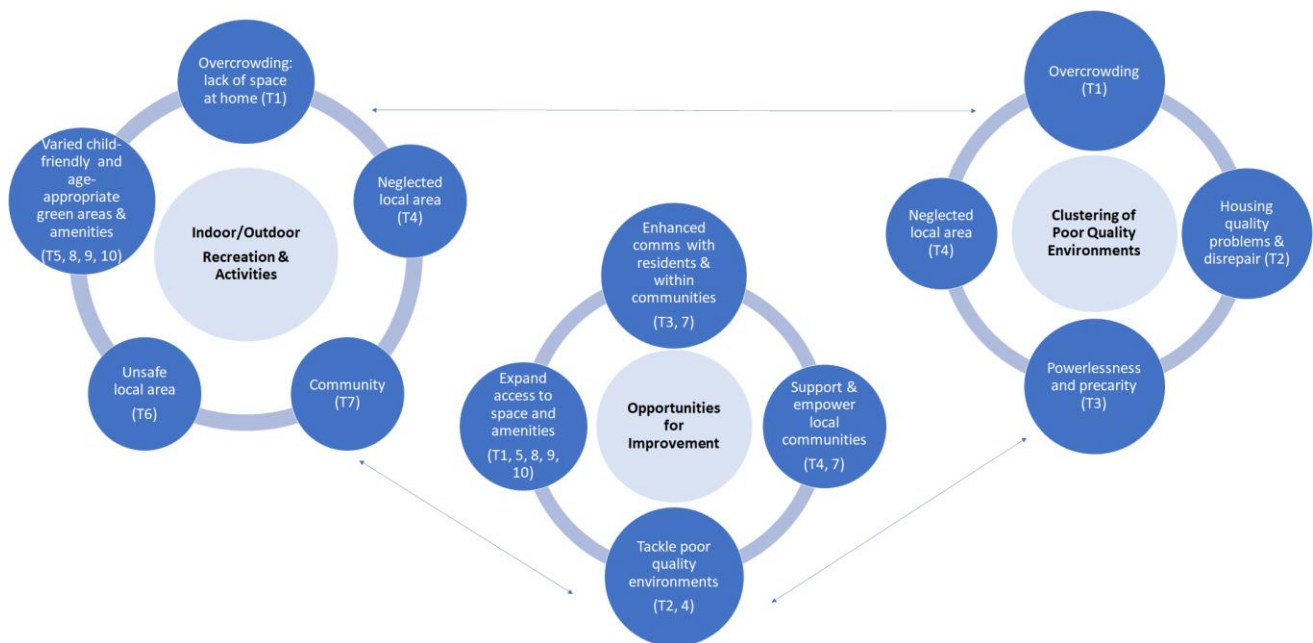 Overcrowding:
lack of space
at home (T1)
Varied child-
friendly and
age-
appropriate
green areas &
amenities
(T5, 8, 9, 10)
Indoor/Outdoor
Recreation &
Activities
Neglected
local area
(T4)
Unsafe
local area
(T6)
Community
(T7)
Enhanced
comms with
residents &
within
communities
(T3, 7)
Expand
access to
space and
amenities
(T1, 5, 8, 9,
10)
Opportunities
for
Improvement
Support &
empower
local
communities
(T4, 7)
Tackle poor
quality
environments
(T2, 4)
Overcrowding
(T1)
Neglected
local area
(T4)
Clustering of
Poor Quality
Environments
Housing
quality
problems &
disrepair (T2)
Powerlessness
and precarity
(T3)